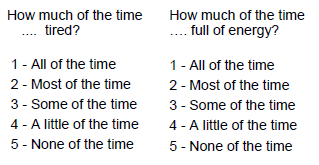 How much of the time
.... tired?
1 - All of the time
2 - Most of the time
3 - Some of the time
4 - A little of the time
5 - None of the time
How much of the time
.... full of energy?
1 - All of the time
2 - Most of the time
3 - Some of the time
4 - A little of the time
5 - None of the time